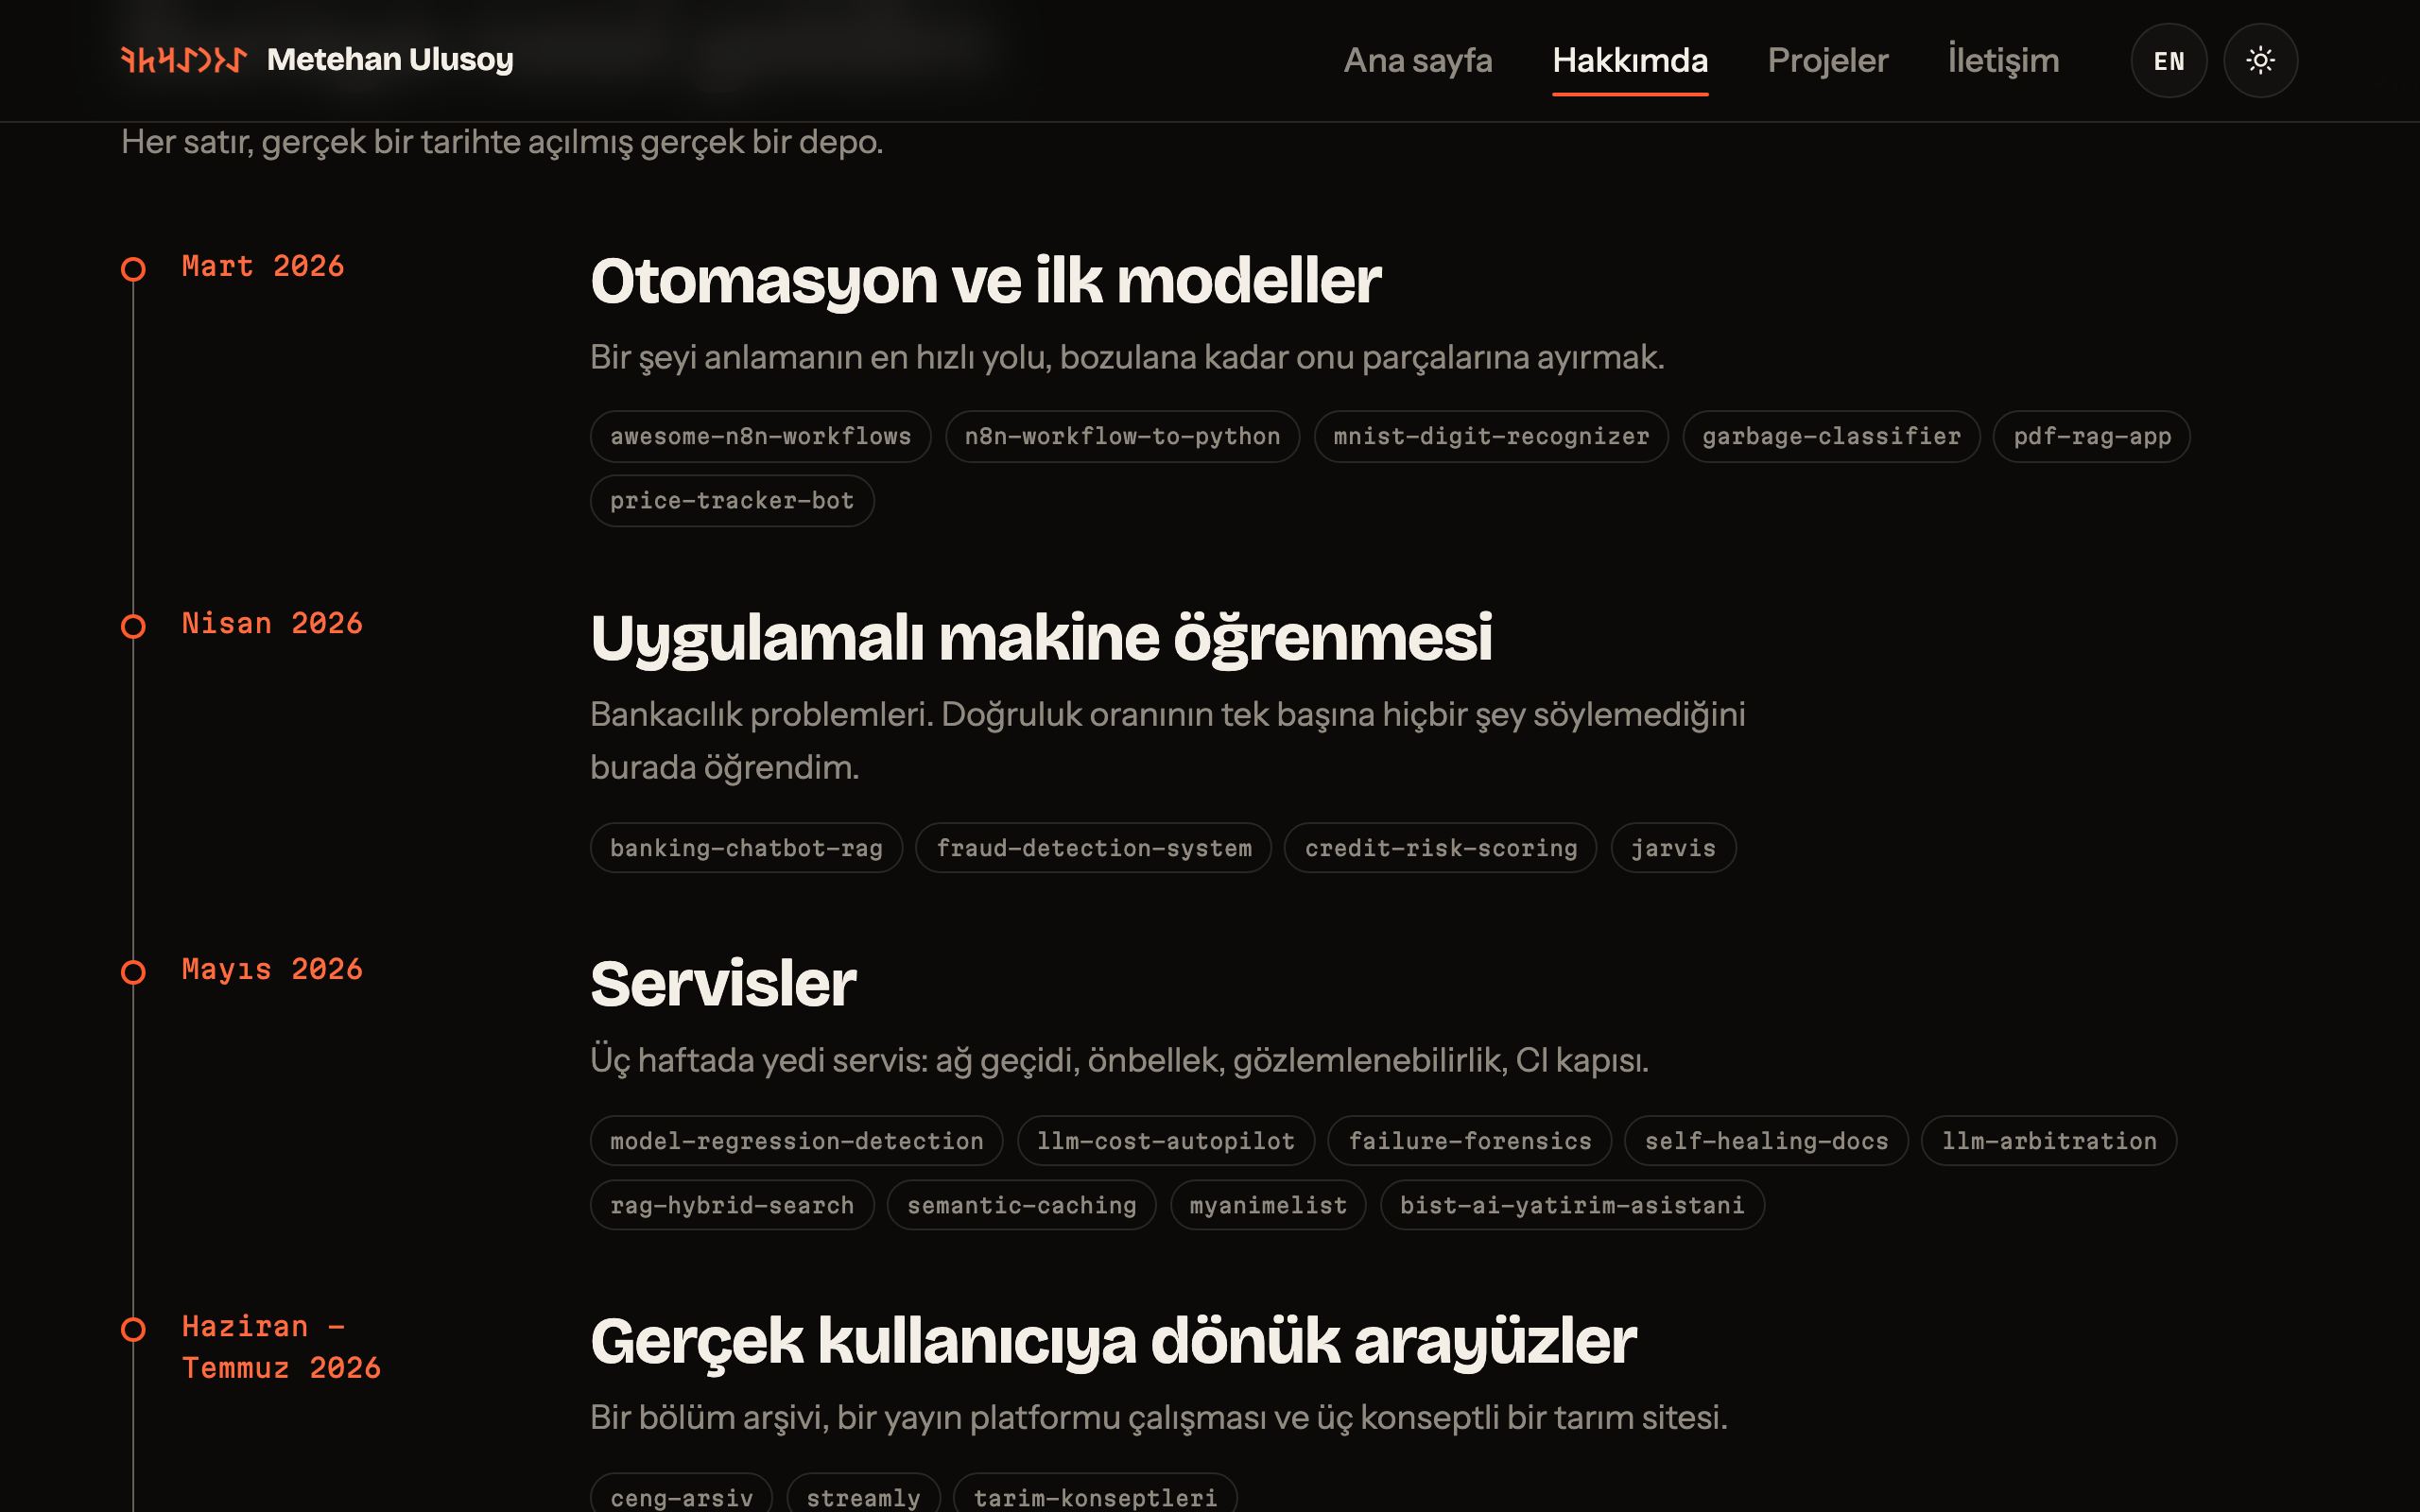 Metehan Ulusoy
Ana sayfa Hakkımda Projeler İletişim EN
Her satır, gerçek bir tarihte açılmış gerçek bir depo.
Mart 2026
Otomasyon ve ilk modeller
Bir şeyi anlamanın en hızlı yolu, bozulana kadar onu parçalarına ayırmak.
awesome-n8n-workflows n8n-workflow-to-python mnist-digit-recognizer garbage-classifier pdf-rag-app
price-tracker-bot
Nisan 2026
Uygulamalı makine öğrenmesi
Bankacılık problemleri. Doğruluk oranının tek başına hiçbir şey söylemediğini
burada öğrendim.
banking-chatbot-rag fraud-detection-system credit-risk-scoring jarvis
Mayıs 2026
Servisler
Üç haftada yedi servis: ağ geçidi, önbellek, gözlemlenebilirlik, CI kapısı.
model-regression-detection llm-cost-autopilot failure-forensics self-healing-docs llm-arbitration
rag-hybrid-search semantic-caching myanimelist bist-ai-yatirim-asistani
Haziran –
Temmuz 2026
Gerçek kullanıcıya dönük arayüzler
Bir bölüm arşivi, bir yayın platformu çalışması ve üç konseptli bir tarım sitesi.
ceng-arsiv streamly tarim-konseptleri